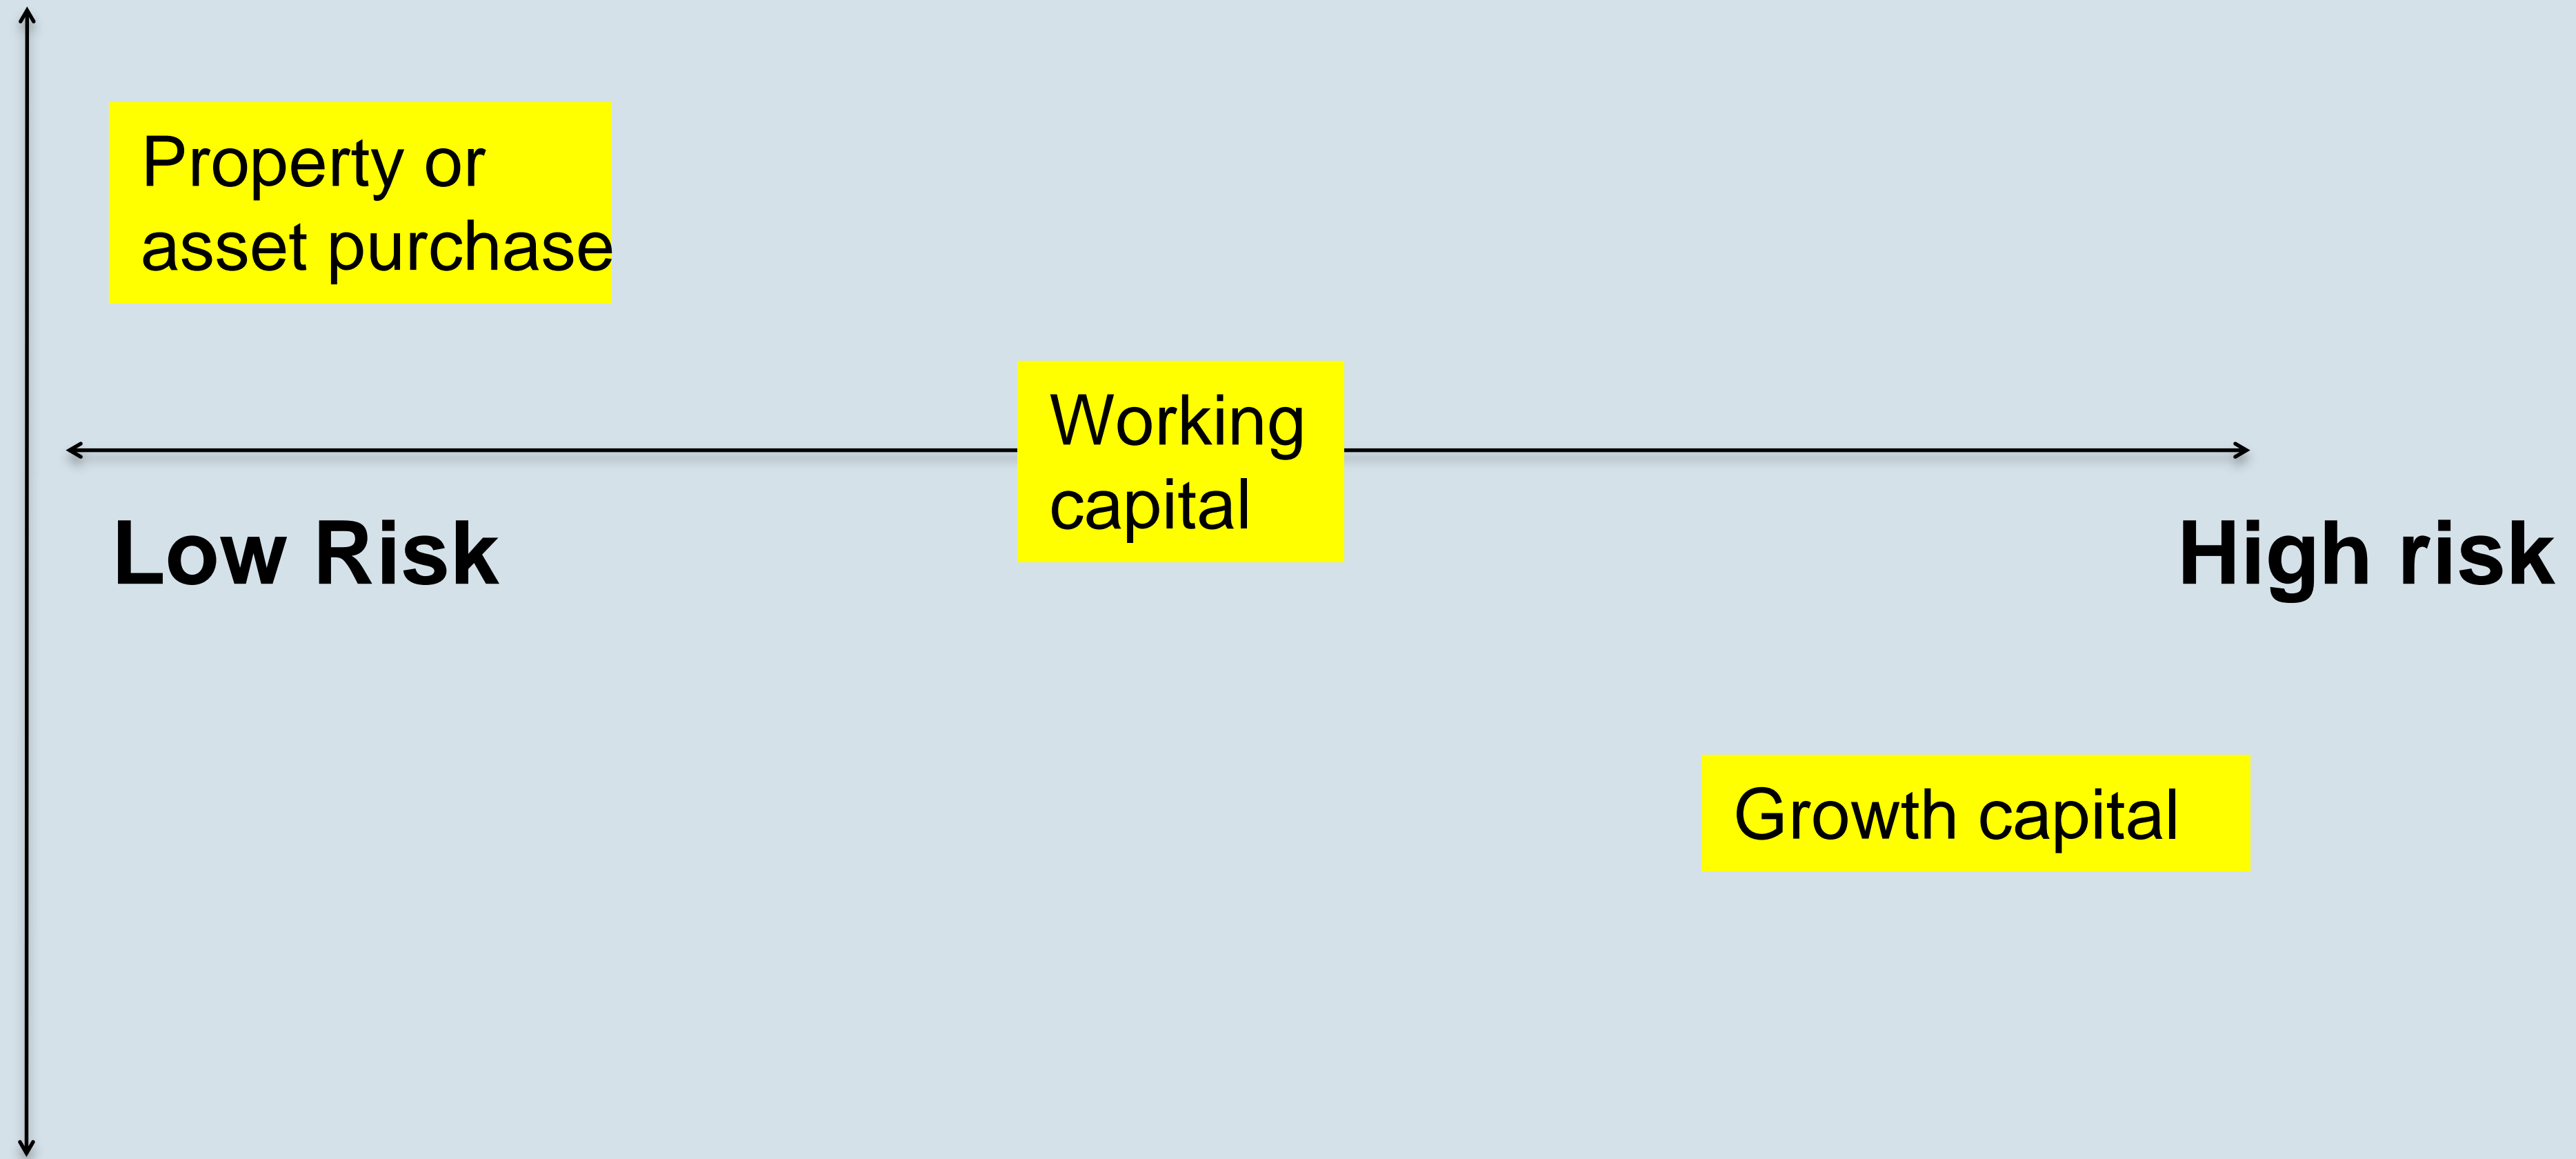 Property or
asset purchase
Working
capital
Low Risk
High risk
Growth capital